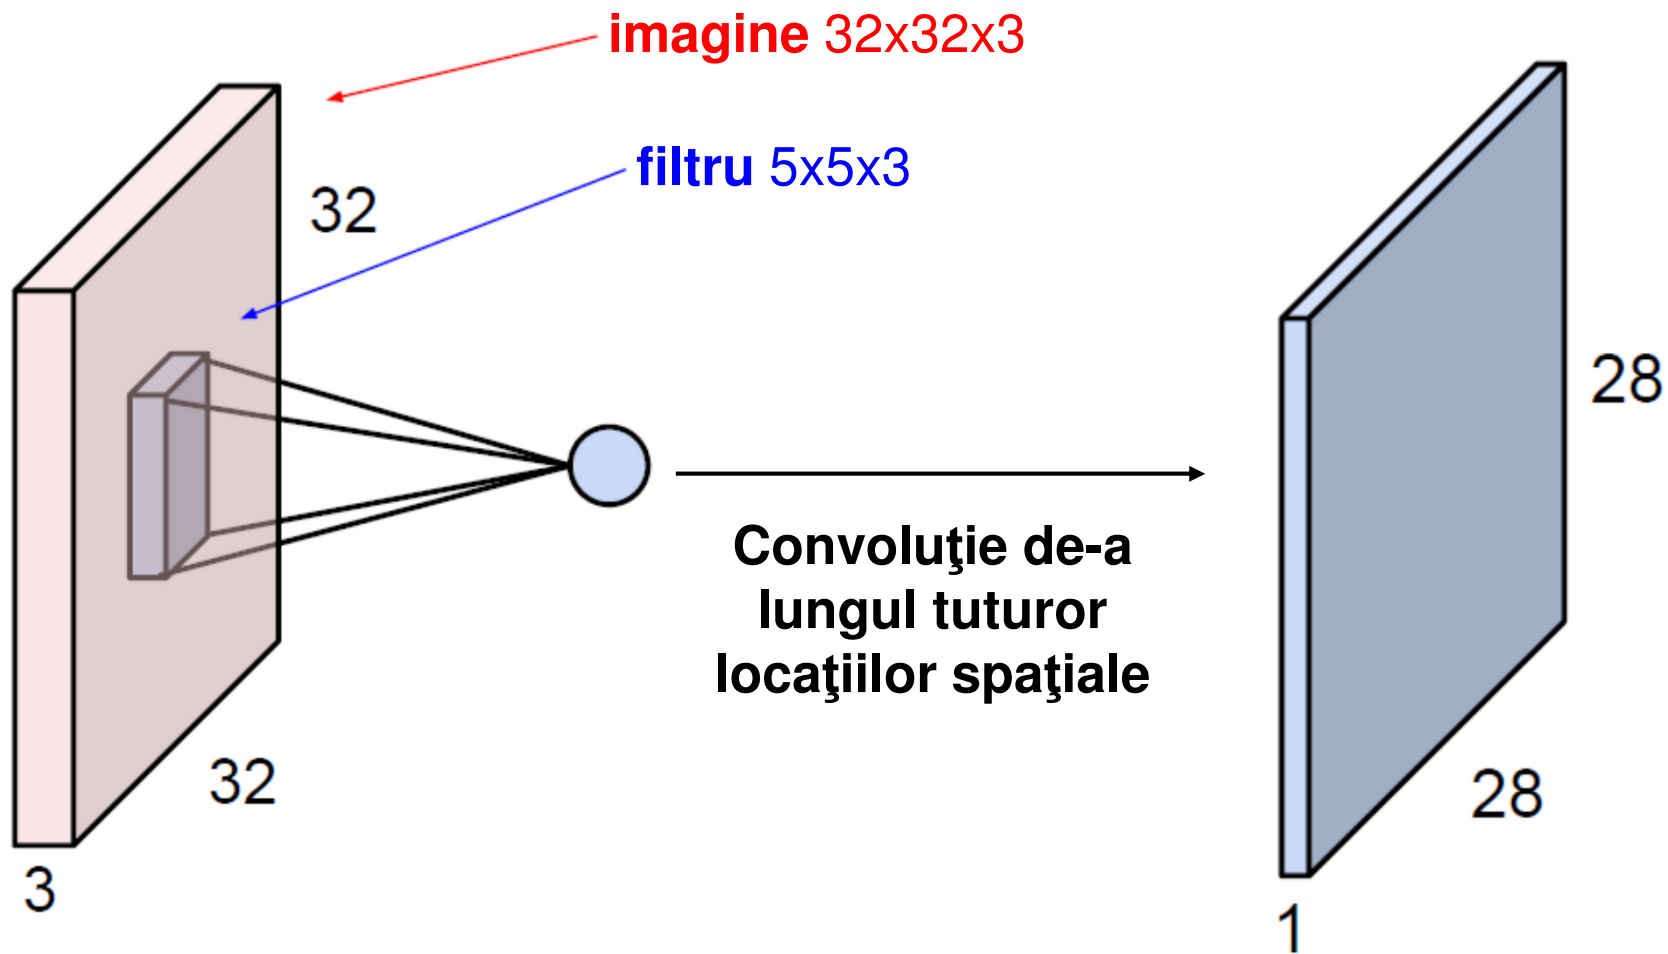 imagine 32x32x3
filtru 5x5x3
32
32
3
Convoluţie de-a
lungul tuturor
locaţiilor spaţiale
28
28
1